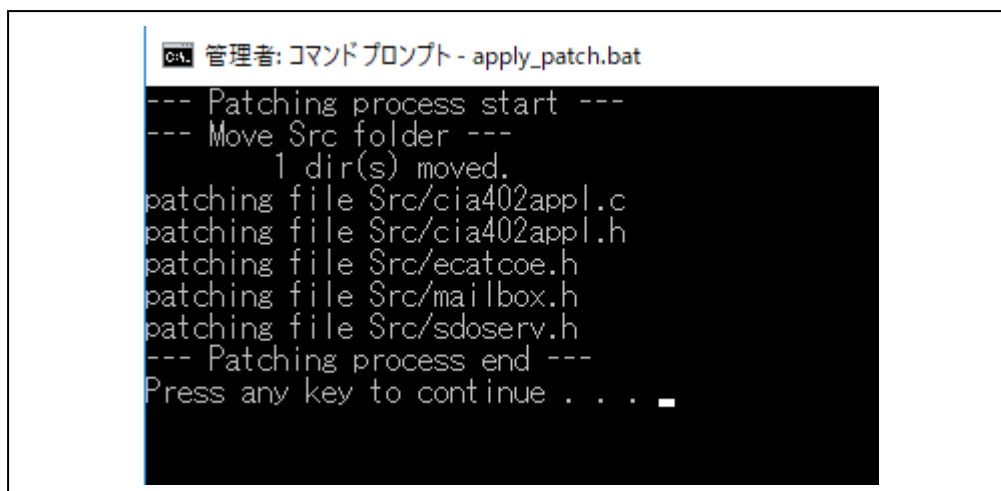 管理者: コマンド プロンプト - apply_patch.bat
--- Patching process start ---
--- Move Src folder ---
        1 dir(s) moved.
patching file Src/cia402appl.c
patching file Src/cia402appl.h
patching file Src/ecatcoe.h
patching file Src/mailbox.h
patching file Src/sdoserv.h
--- Patching process end ---
Press any key to continue . . .